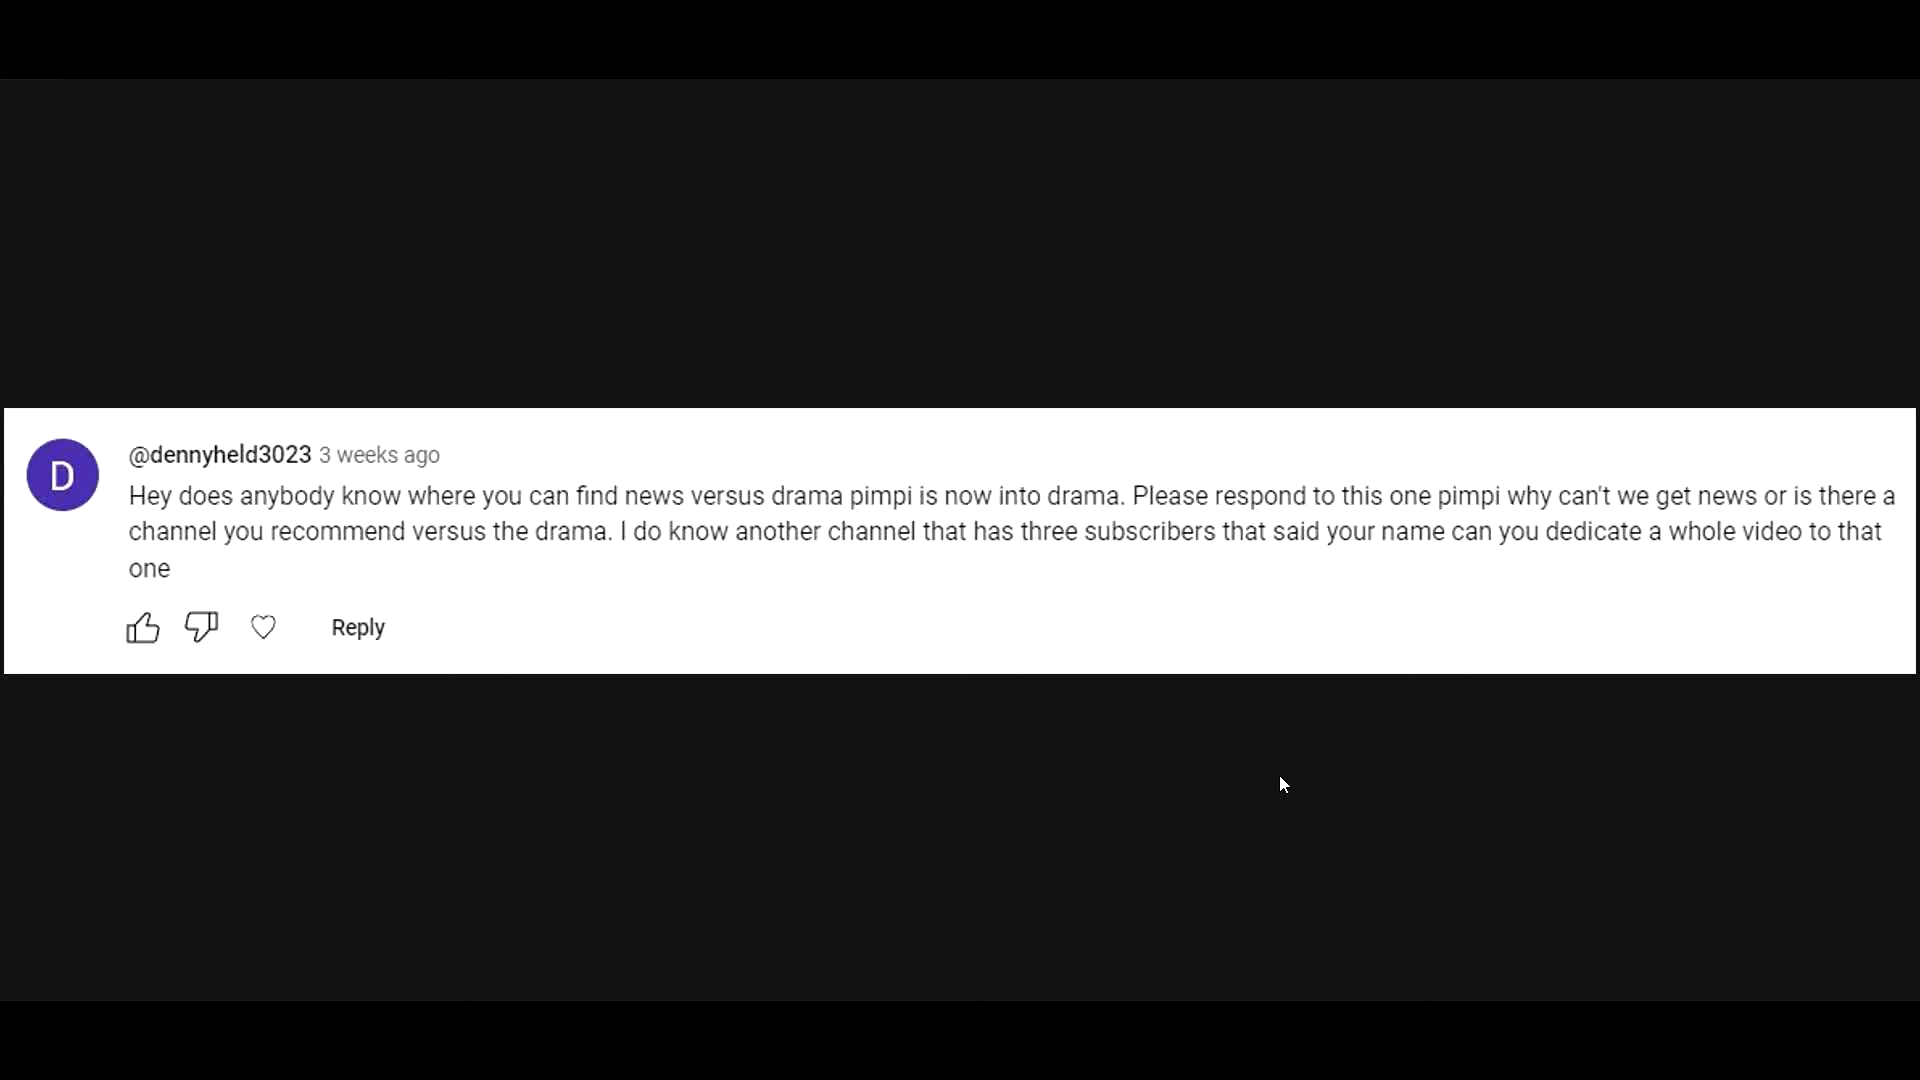 D
@dennyheld3023 3 weeks ago
Hey does anybody know where you can find news versus drama pimpi is now into drama. Please respond to this one pimpi why can't we get news or is there a
channel you recommend versus the drama. I do know another channel that has three subscribers that said your name can you dedicate a whole video to that
one
Reply